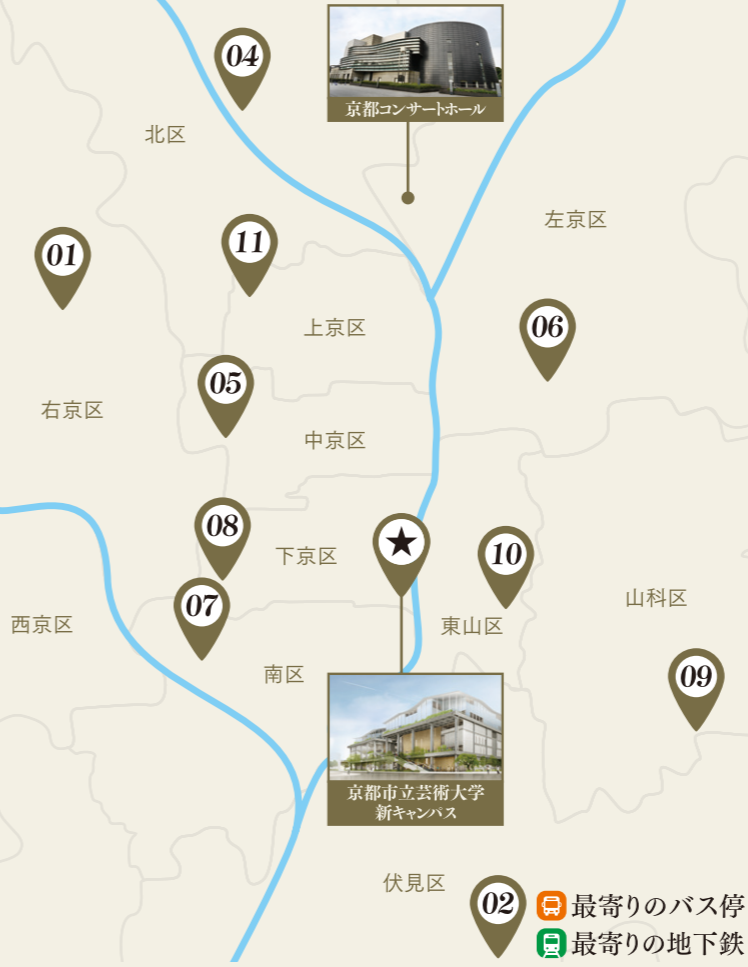 04
京都コンサートホール
北区
左京区
01
11
上京区
06
05
右京区
中京区
08
下京区
★
10
07
西京区
東山区
山科区
南区
09
京都市立芸術大学
新キャンパス
伏見区
02
最寄りのバス停
最寄りの地下鉄